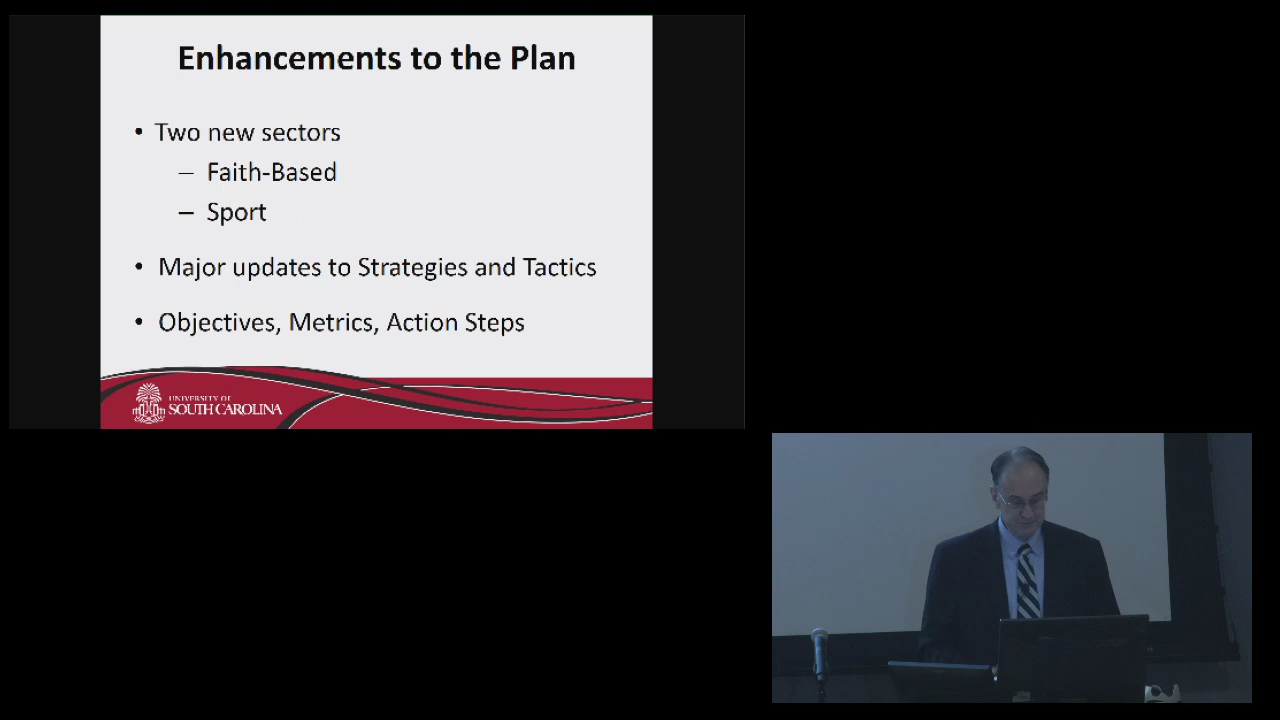 Enhancements to the Plan
• Two new sectors
– Faith-Based
– Sport
• Major updates to Strategies and Tactics
• Objectives, Metrics, Action Steps
UNIVERSITY OF
SOUTH CAROLINA